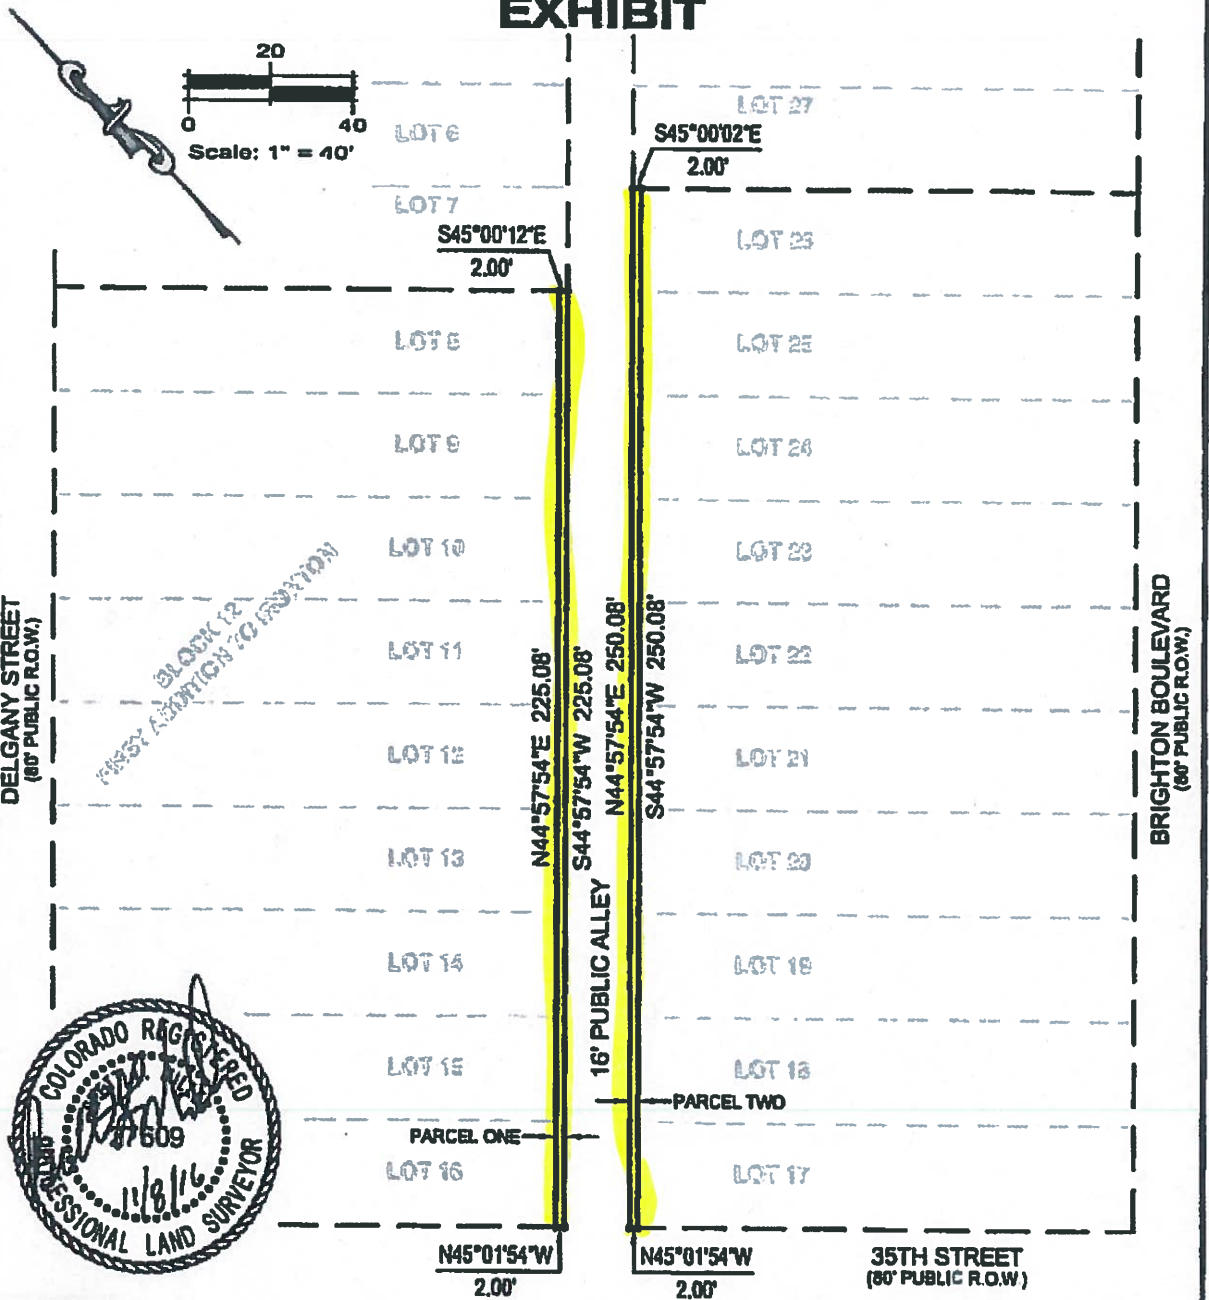 EXHIBIT
20
0
40
Scale: 1" = 40'
LOT 6
LOT 7
LOT 27
S45°00'02"E
2.00'
S45°00'12"E
2.00'
LOT 8
LOT 9
LOT 10
LOT 11
LOT 12
LOT 13
LOT 14
LOT 15
LOT 16
LOT 26
LOT 25
LOT 24
LOT 23
LOT 22
LOT 21
LOT 20
LOT 19
LOT 18
LOT 17
BLOCK 12
FIRST ADDITION TO IRONTON
DELGANY STREET
(80' PUBLIC R.O.W.)
N44°57'54"E 225.08'
S44°57'54"W 225.08'
N44°57'54"E 250.08'
S44°57'54"W 250.08'
16' PUBLIC ALLEY
BRIGHTON BOULEVARD
(80' PUBLIC R.O.W.)
PARCEL ONE
PARCEL TWO
COLORADO REGISTERED
37609
11/8/16
PROFESSIONAL LAND SURVEYOR
N45°01'54"W
2.00'
N45°01'54"W
2.00'
35TH STREET
(80' PUBLIC R.O.W.)